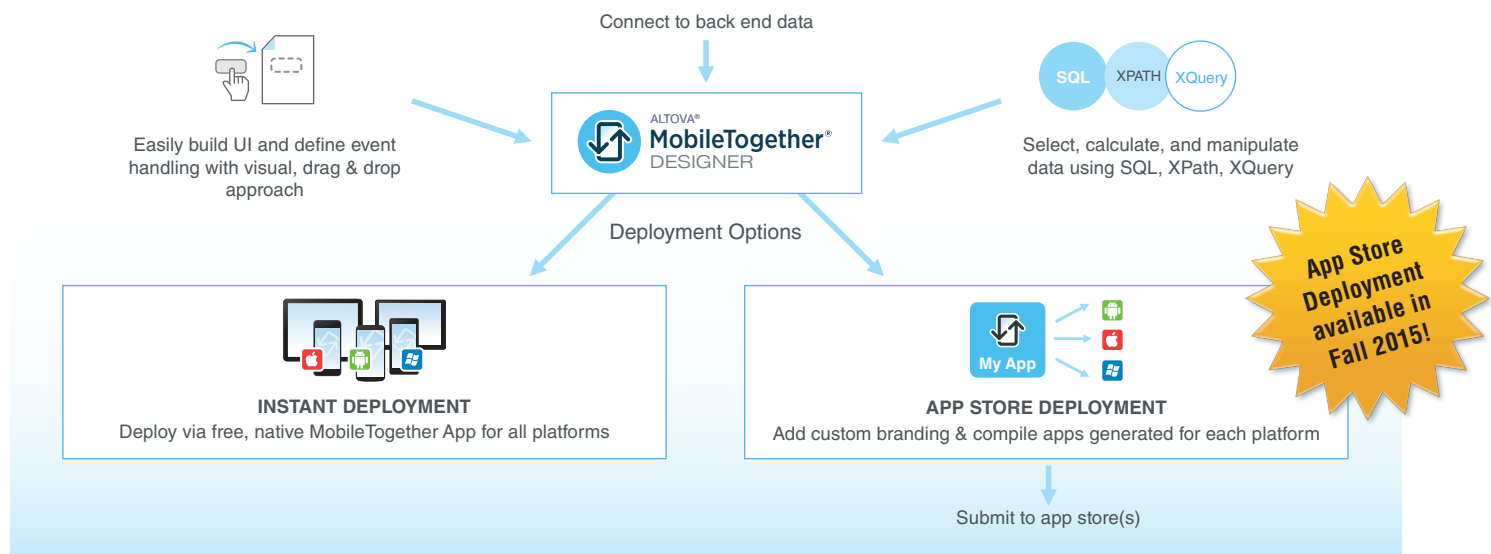 Connect to back end data
Easily build UI and define event
handling with visual, drag & drop
approach
ALTOVA®
MobileTogether®
DESIGNER
SQL XPATH XQuery
Select, calculate, and manipulate
data using SQL, XPath, XQuery
Deployment Options
App Store
Deployment
available in
Fall 2015!
INSTANT DEPLOYMENT
Deploy via free, native MobileTogether App for all platforms
My App
APP STORE DEPLOYMENT
Add custom branding & compile apps generated for each platform
Submit to app store(s)